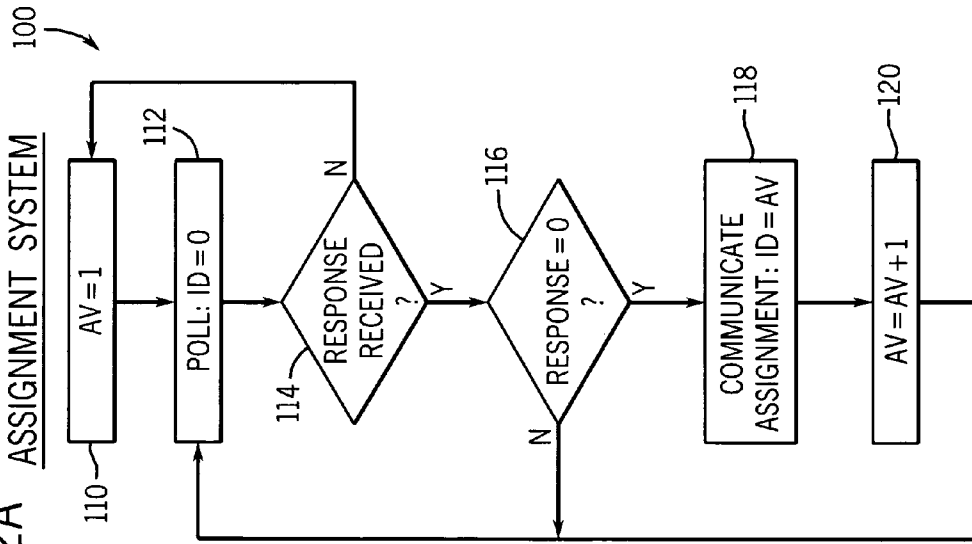 2A
ASSIGNMENT SYSTEM
100
110
AV=1
112
POLL: ID=0
114
RESPONSE
RECEIVED
?
N
Y
116
RESPONSE=0
?
N
Y
118
COMMUNICATE
ASSIGNMENT: ID=AV
120
AV=AV+1